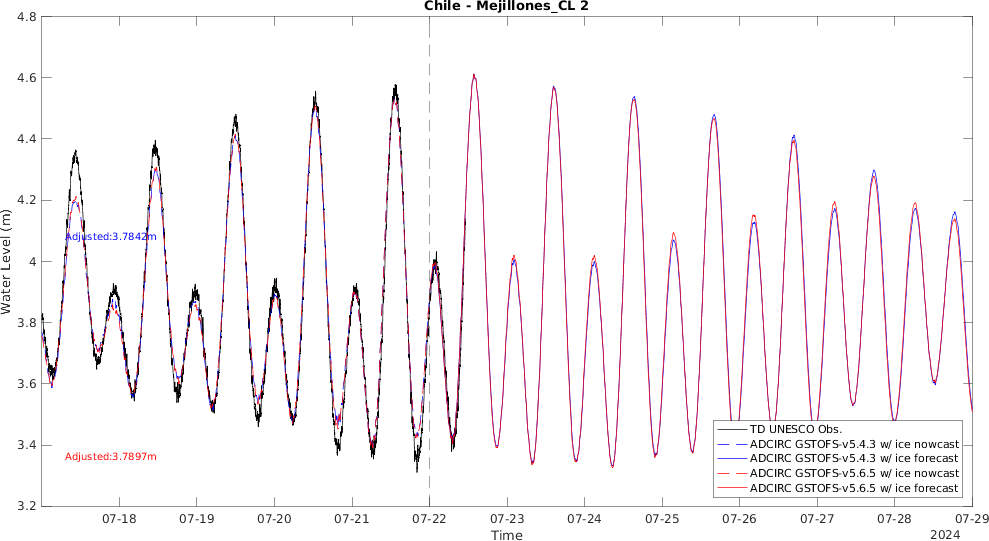 Chile - Mejillones_CL 2
4.8
4.6
4.4
4.2
4
3.8
3.6
3.4
3.2
Water Level (m)
Adjusted:3.7842m
Adjusted:3.7897m
TD UNESCO Obs.
ADCIRC GSTOFS-v5.4.3 w/ ice nowcast
ADCIRC GSTOFS-v5.4.3 w/ ice forecast
ADCIRC GSTOFS-v5.6.5 w/ ice nowcast
ADCIRC GSTOFS-v5.6.5 w/ ice forecast
07-18 07-19 07-20 07-21 07-22 07-23 07-24 07-25 07-26 07-27 07-28 07-29
Time
2024